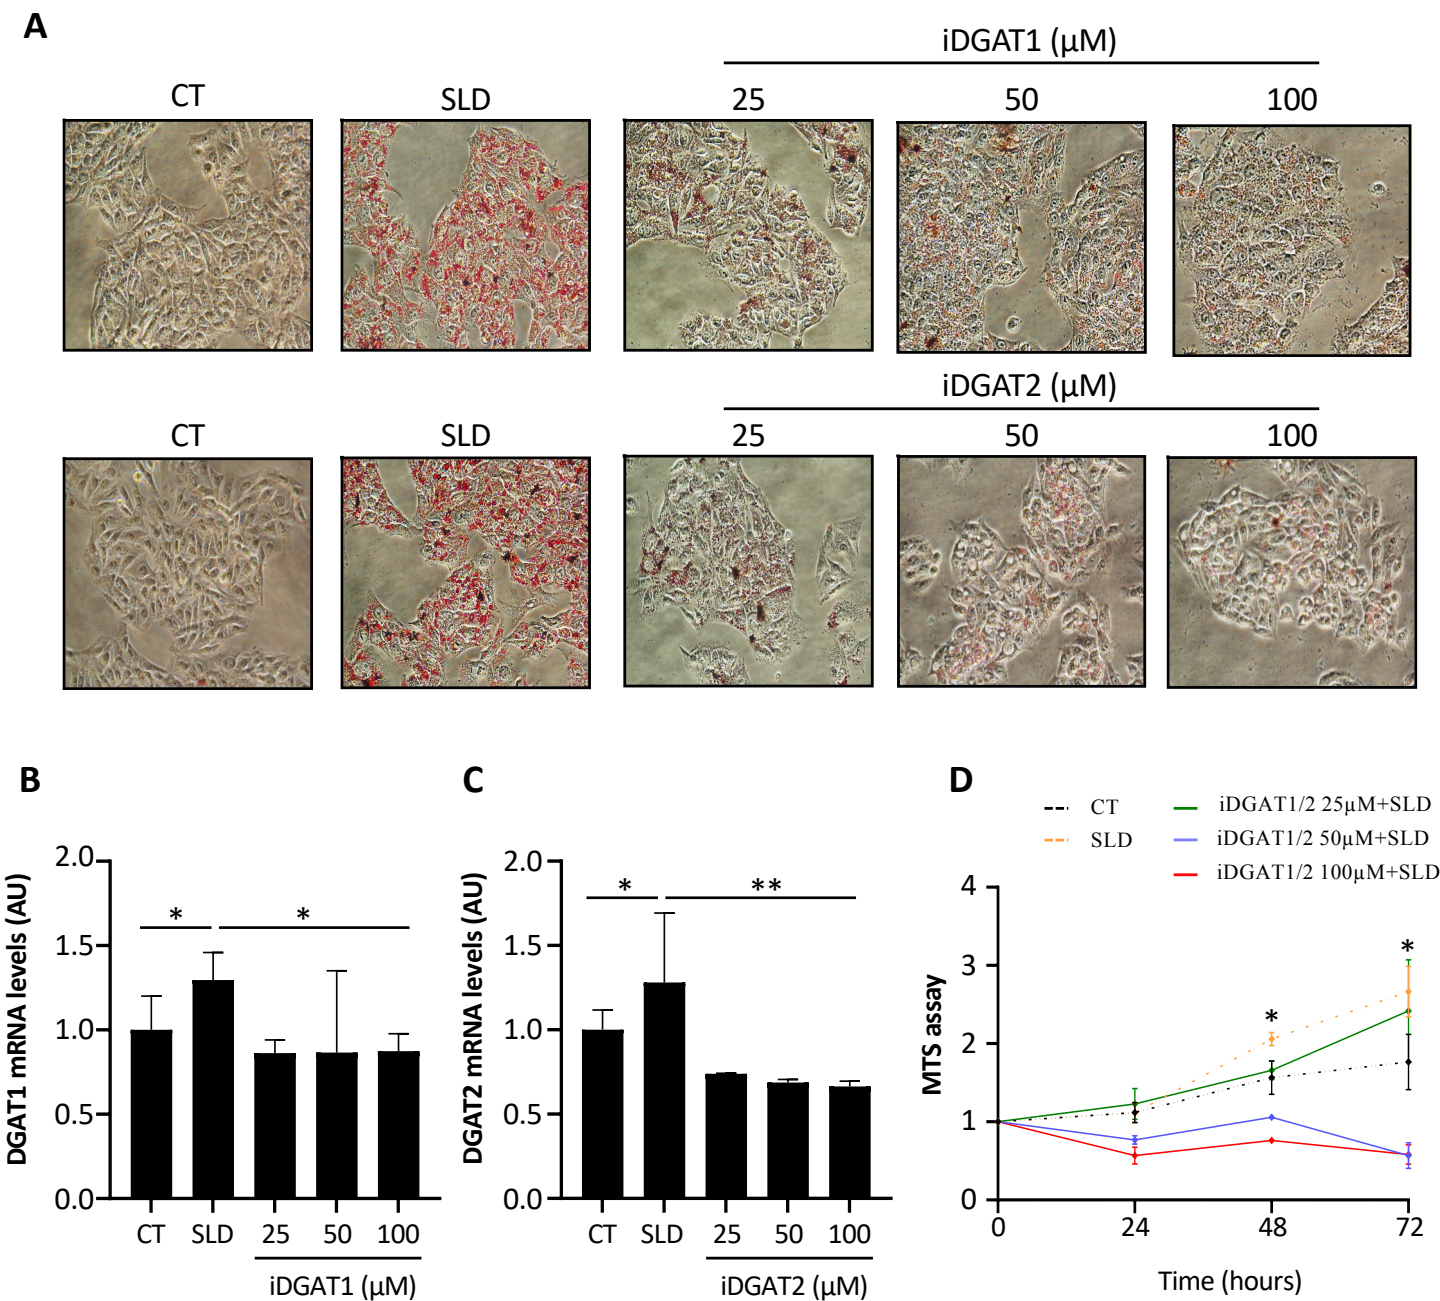 A
iDGAT1 (µM)
CT SLD 25 50 100
iDGAT2 (µM)
CT SLD 25 50 100
B
DGAT1 mRNA levels (AU)
2.0
1.5
1.0
0.5
0.0
* *
CT SLD 25 50 100
iDGAT1 (µM)
C
DGAT2 mRNA levels (AU)
2.0
1.5
1.0
0.5
0.0
* **
CT SLD 25 50 100
iDGAT2 (µM)
D
CT
SLD
iDGAT1/2 25µM+SLD
iDGAT1/2 50µM+SLD
iDGAT1/2 100µM+SLD
MTS assay
4
3
2
1
0
*
*
0 24 48 72
Time (hours)